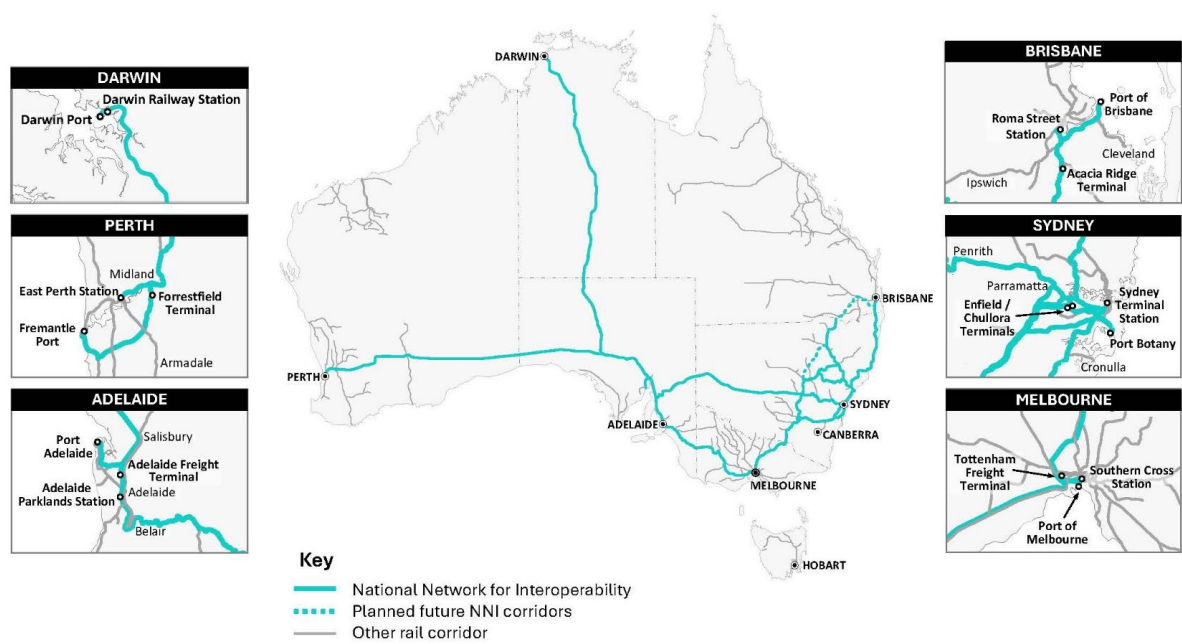 DARWIN
Darwin Railway Station
Darwin Port
PERTH
Midland
East Perth Station
Forrestfield
Terminal
Fremantle
Port
Armadale
ADELAIDE
Port
Adelaide
Salisbury
Adelaide Freight
Terminal
Adelaide
Parklands Station
Adelaide
Belair
DARWIN
PERTH
ADELAIDE
MELBOURNE
CANBERRA
SYDNEY
BRISBANE
HOBART
BRISBANE
Port of
Brisbane
Roma Street
Station
Cleveland
Ipswich
Acacia Ridge
Terminal
SYDNEY
Penrith
Parramatta
Enfield /
Chullora
Terminals
Sydney
Terminal
Station
Port Botany
Cronulla
MELBOURNE
Tottenham
Freight
Terminal
Southern Cross
Station
Port of
Melbourne
Key
National Network for Interoperability
Planned future NNI corridors
Other rail corridor